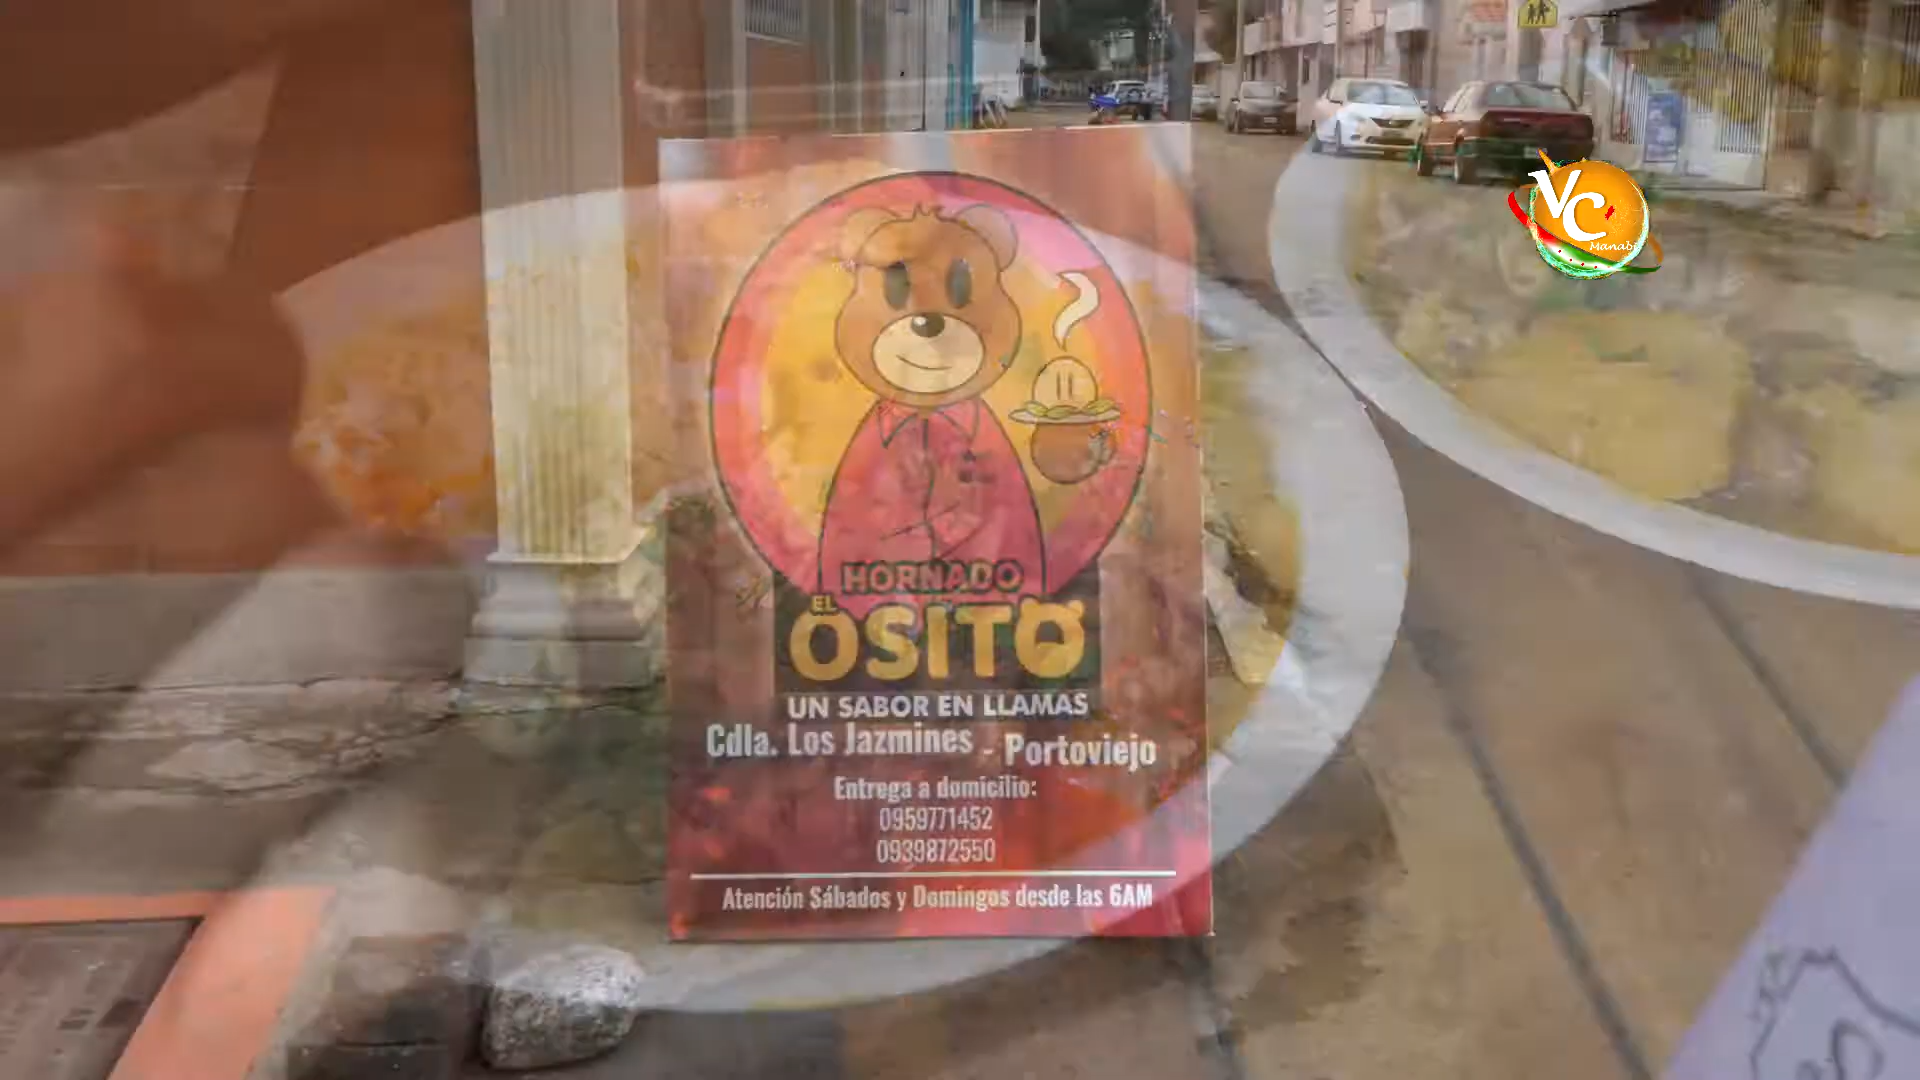 VC
Manabí
HORNADO
EL
OSITO
UN SABOR EN LLAMAS
Cdla. Los Jazmines - Portoviejo
Entrega a domicilio:
0959771452
0939872550
Atención Sábados y Domingos desde las 6AM